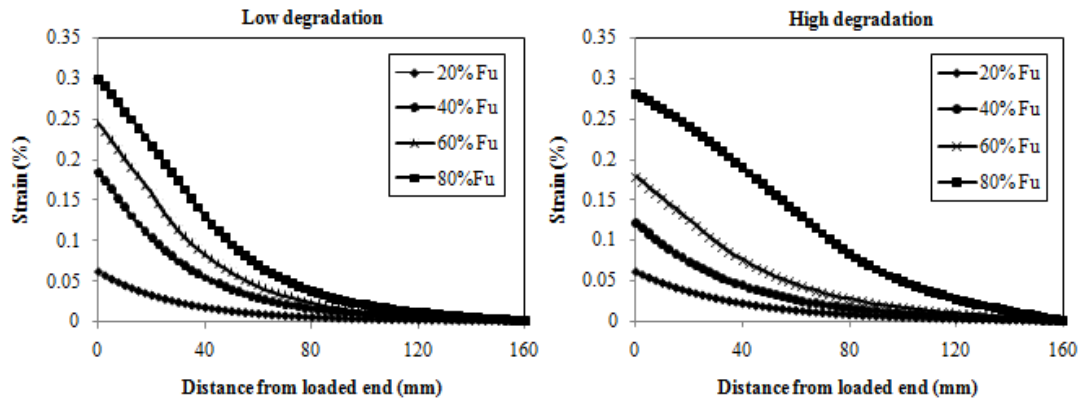 Low degradation
0.35
0.3
0.25
0.2
0.15
0.1
0.05
0
Strain (%)
20% Fu
40% Fu
60% Fu
80%Fu
0
40
80
120
160
Distance from loaded end (mm)
High degradation
0.35
0.3
0.25
0.2
0.15
0.1
0.05
0
Strain (%)
20% Fu
40% Fu
60% Fu
80% Fu
0
40
80
120
160
Distance from loaded end (mm)